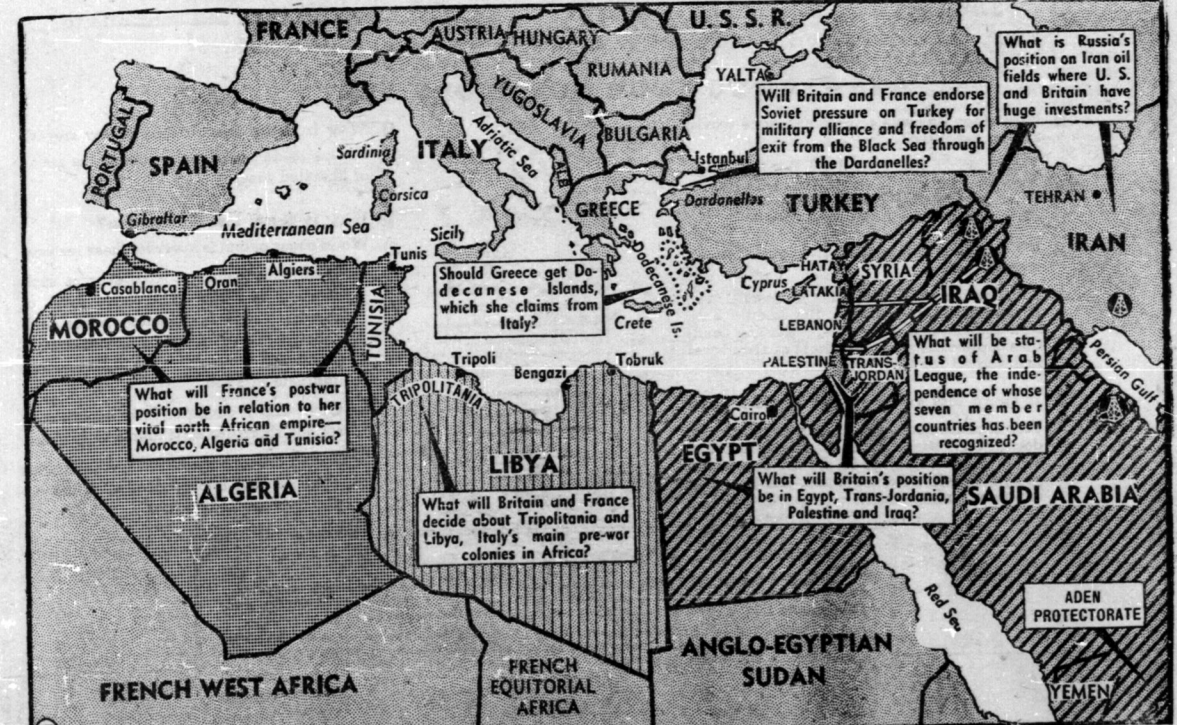 FRANCE
AUSTRIA
HUNGARY
U. S. S. R.
RUMANIA
YALTA
YUGOSLAVIA
BULGARIA
What is Russia's
position on Iran oil
fields where U. S.
and Britain have
huge investments?
Will Britain and France endorse
Soviet pressure on Turkey for
military alliance and freedom of
exit from the Black Sea through
the Dardanelles?
PORTUGAL
SPAIN
Sardinia
ITALY
Adriatic Sea
Corsica
ALB
Istanbul
Dardanelles
GREECE
TURKEY
TEHRAN
IRAN
Gibraltar
Mediterranean Sea
Sicily
Tunis
Algiers
Oran
Casablanca
MOROCCO
TUNISIA
Should Greece get Do-
decanese Islands,
which she claims from
Italy?
Dodecanese Is
Crete
Cyprus
HATAY
LATAKIA
SYRIA
IRAQ
LEBANON
PALESTINE
TRANS-
JORDAN
Persian Gulf
What will be sta-
tus of Arab
League, the inde-
pendence of whose
seven member
countries has been
recognized?
Tripoli
Bengazi
Tobruk
TRIPOLITANIA
What will France's postwar
position be in relation to her
vital north African empire—
Morocco, Algeria and Tunisia?
Cairo
EGYPT
LIBYA
ALGERIA
What will Britain and France
decide about Tripolitania and
Libya, Italy's main pre-war
colonies in Africa?
What will Britain's position
be in Egypt, Trans-Jordania,
Palestine and Iraq?
SAUDI ARABIA
Red Sea
ADEN
PROTECTORATE
YEMEN
ANGLO-EGYPTIAN
SUDAN
FRENCH
EQUITORIAL
AFRICA
FRENCH WEST AFRICA